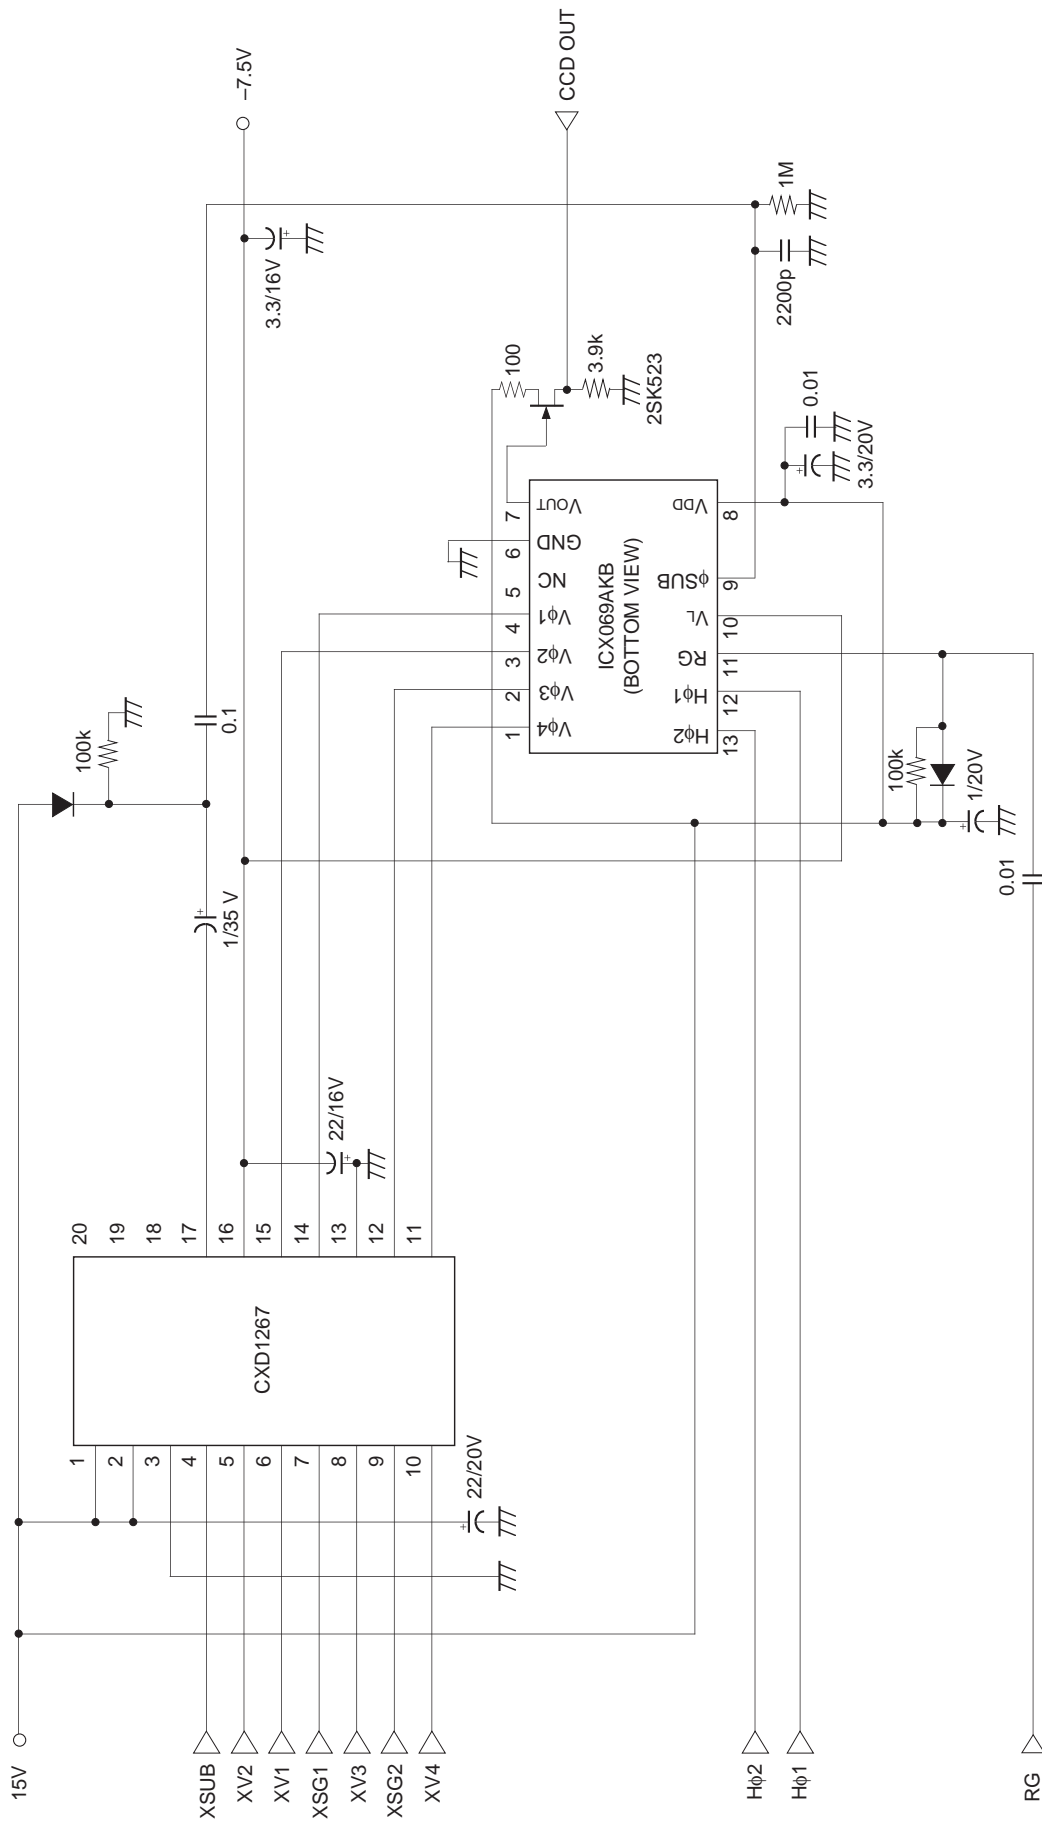 15V
XSUB
XV2
XV1
XSG1
XV3
XSG2
XV4
Hφ2
Hφ1
RG
22/20V
1
2
3
4
5
6
7
8
9
10
CXD1267
20
19
18
17
16
15
14
13
12
11
22/16V
1/35 V
100k
0.1
0.01
1/20V
100k
1
2
3
4
5
6
7
Vφ4
Vφ3
Vφ2
Vφ1
NC
GND
VOUT
ICX069AKB
(BOTTOM VIEW)
Hφ2
Hφ1
RG
VL
φSUB
VDD
13
12
11
10
9
8
3.3/20V
0.01
100
3.9k
2SK523
3.3/16V
2200p
1M
–7.5V
CCD OUT